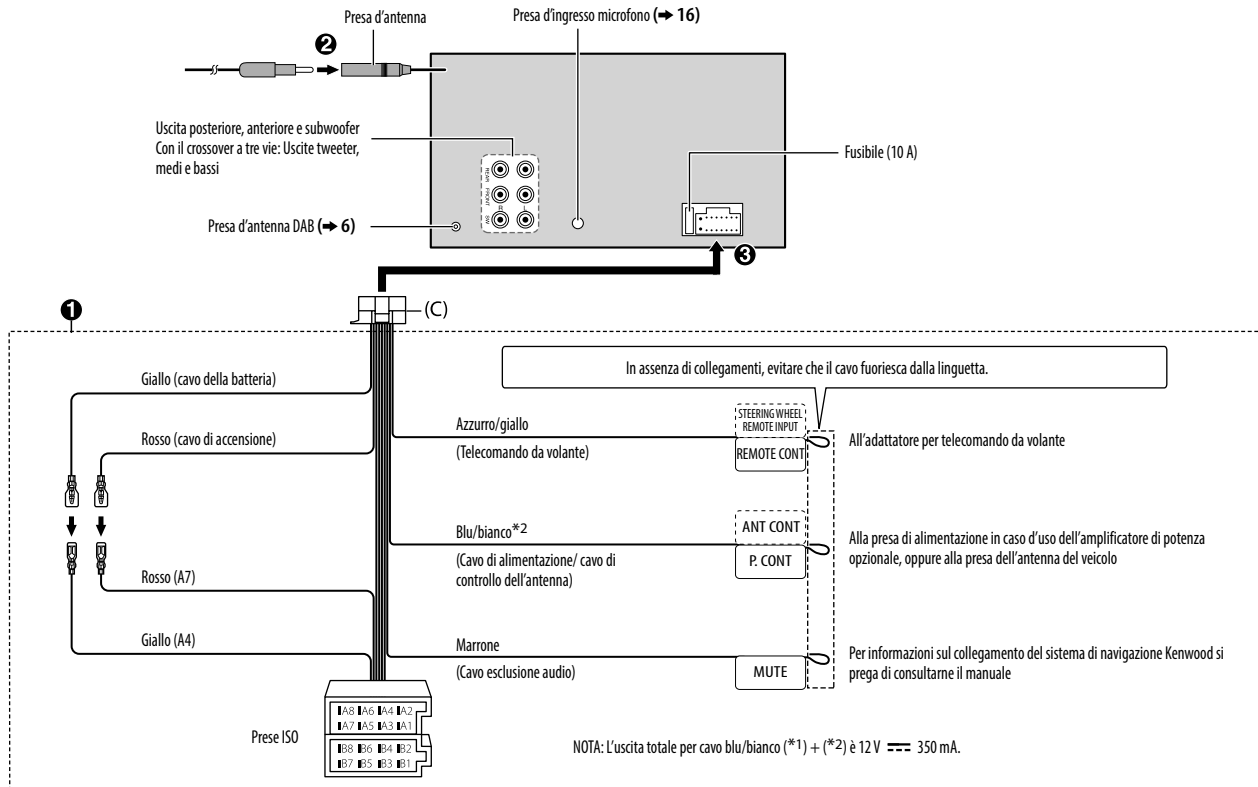 Presa d'antenna
Presa d'ingresso microfono (➜ 16)
❷
Uscita posteriore, anteriore e subwoofer
Con il crossover a tre vie: Uscite tweeter,
medi e bassi
REAR
FRONT
SW
R
L
Fusibile (10 A)
Presa d'antenna DAB (➜ 6)
❸
❶
(C)
In assenza di collegamenti, evitare che il cavo fuoriesca dalla linguetta.
Giallo (cavo della batteria)
Rosso (cavo di accensione)
Azzurro/giallo
(Telecomando da volante)
STEERING WHEEL
REMOTE INPUT
REMOTE CONT
All'adattatore per telecomando da volante
Blu/bianco*2
(Cavo di alimentazione/ cavo di
controllo dell'antenna)
ANT CONT
P. CONT
Alla presa di alimentazione in caso d'uso dell'amplificatore di potenza
opzionale, oppure alla presa dell'antenna del veicolo
Rosso (A7)
Giallo (A4)
Marrone
(Cavo esclusione audio)
MUTE
Per informazioni sul collegamento del sistema di navigazione Kenwood si
prega di consultarne il manuale
Prese ISO
A8 A6 A4 A2
A7 A5 A3 A1
B8 B6 B4 B2
B7 B5 B3 B1
NOTA: L'uscita totale per cavo blu/bianco (*1) + (*2) è 12 V ⎓ 350 mA.